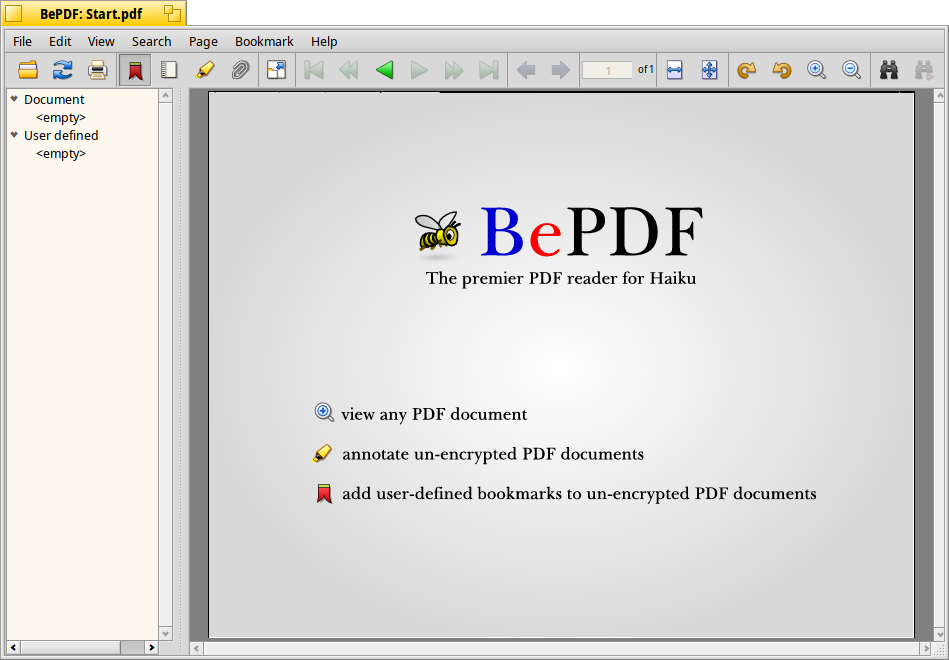 BePDF: Start.pdf
File Edit View Search Page Bookmark Help
1 of 1
Document
<empty>
User defined
<empty>
BePDF
The premier PDF reader for Haiku
view any PDF document
annotate un-encrypted PDF documents
add user-defined bookmarks to un-encrypted PDF documents